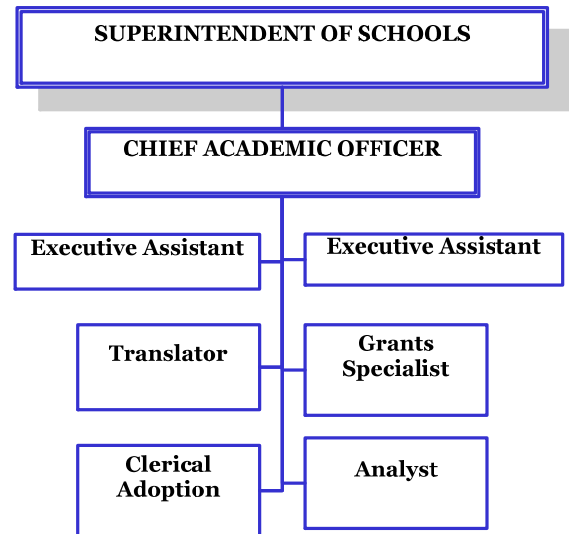 SUPERINTENDENT OF SCHOOLS
CHIEF ACADEMIC OFFICER
Executive Assistant
Executive Assistant
Translator
Grants
Specialist
Clerical
Adoption
Analyst